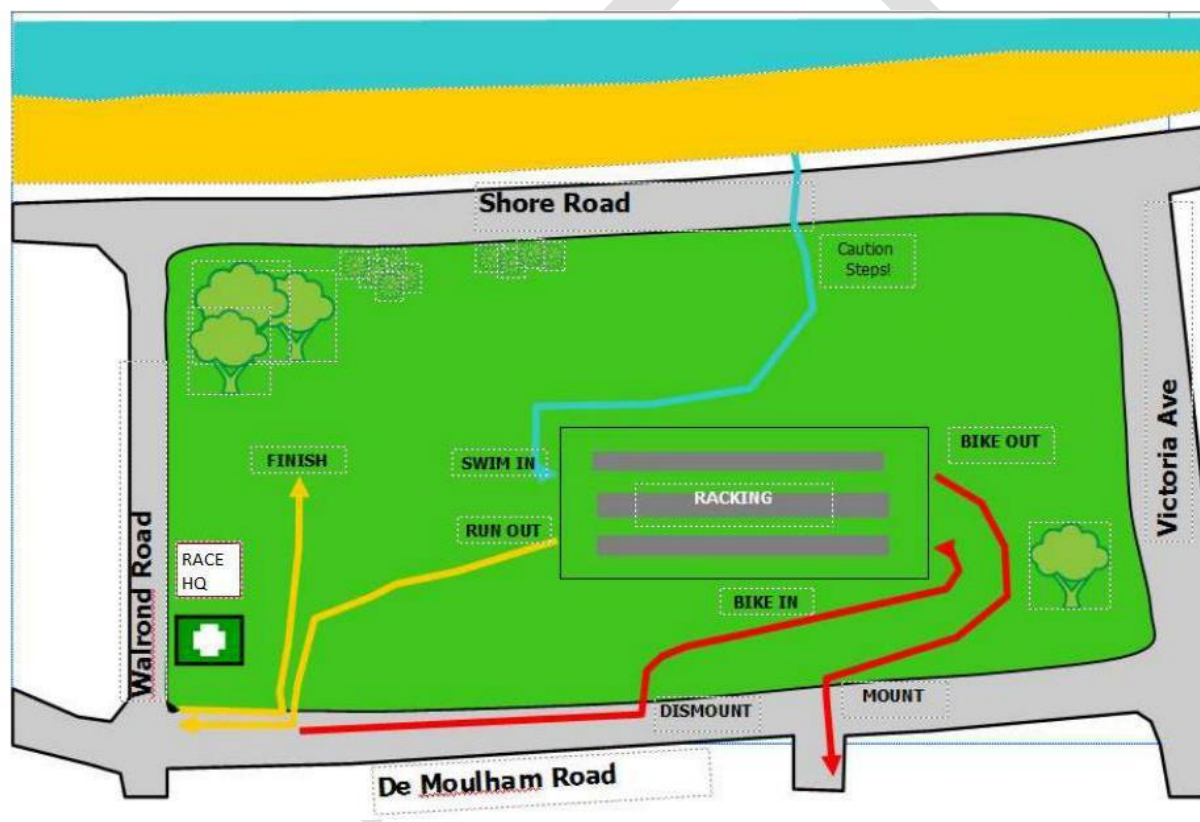 Shore Road
Caution
Steps!
Victoria Ave
BIKE OUT
FINISH
SWIM IN
RACKING
RUN OUT
RACE
HQ
Walrond Road
BIKE IN
MOUNT
DISMOUNT
De Moulham Road